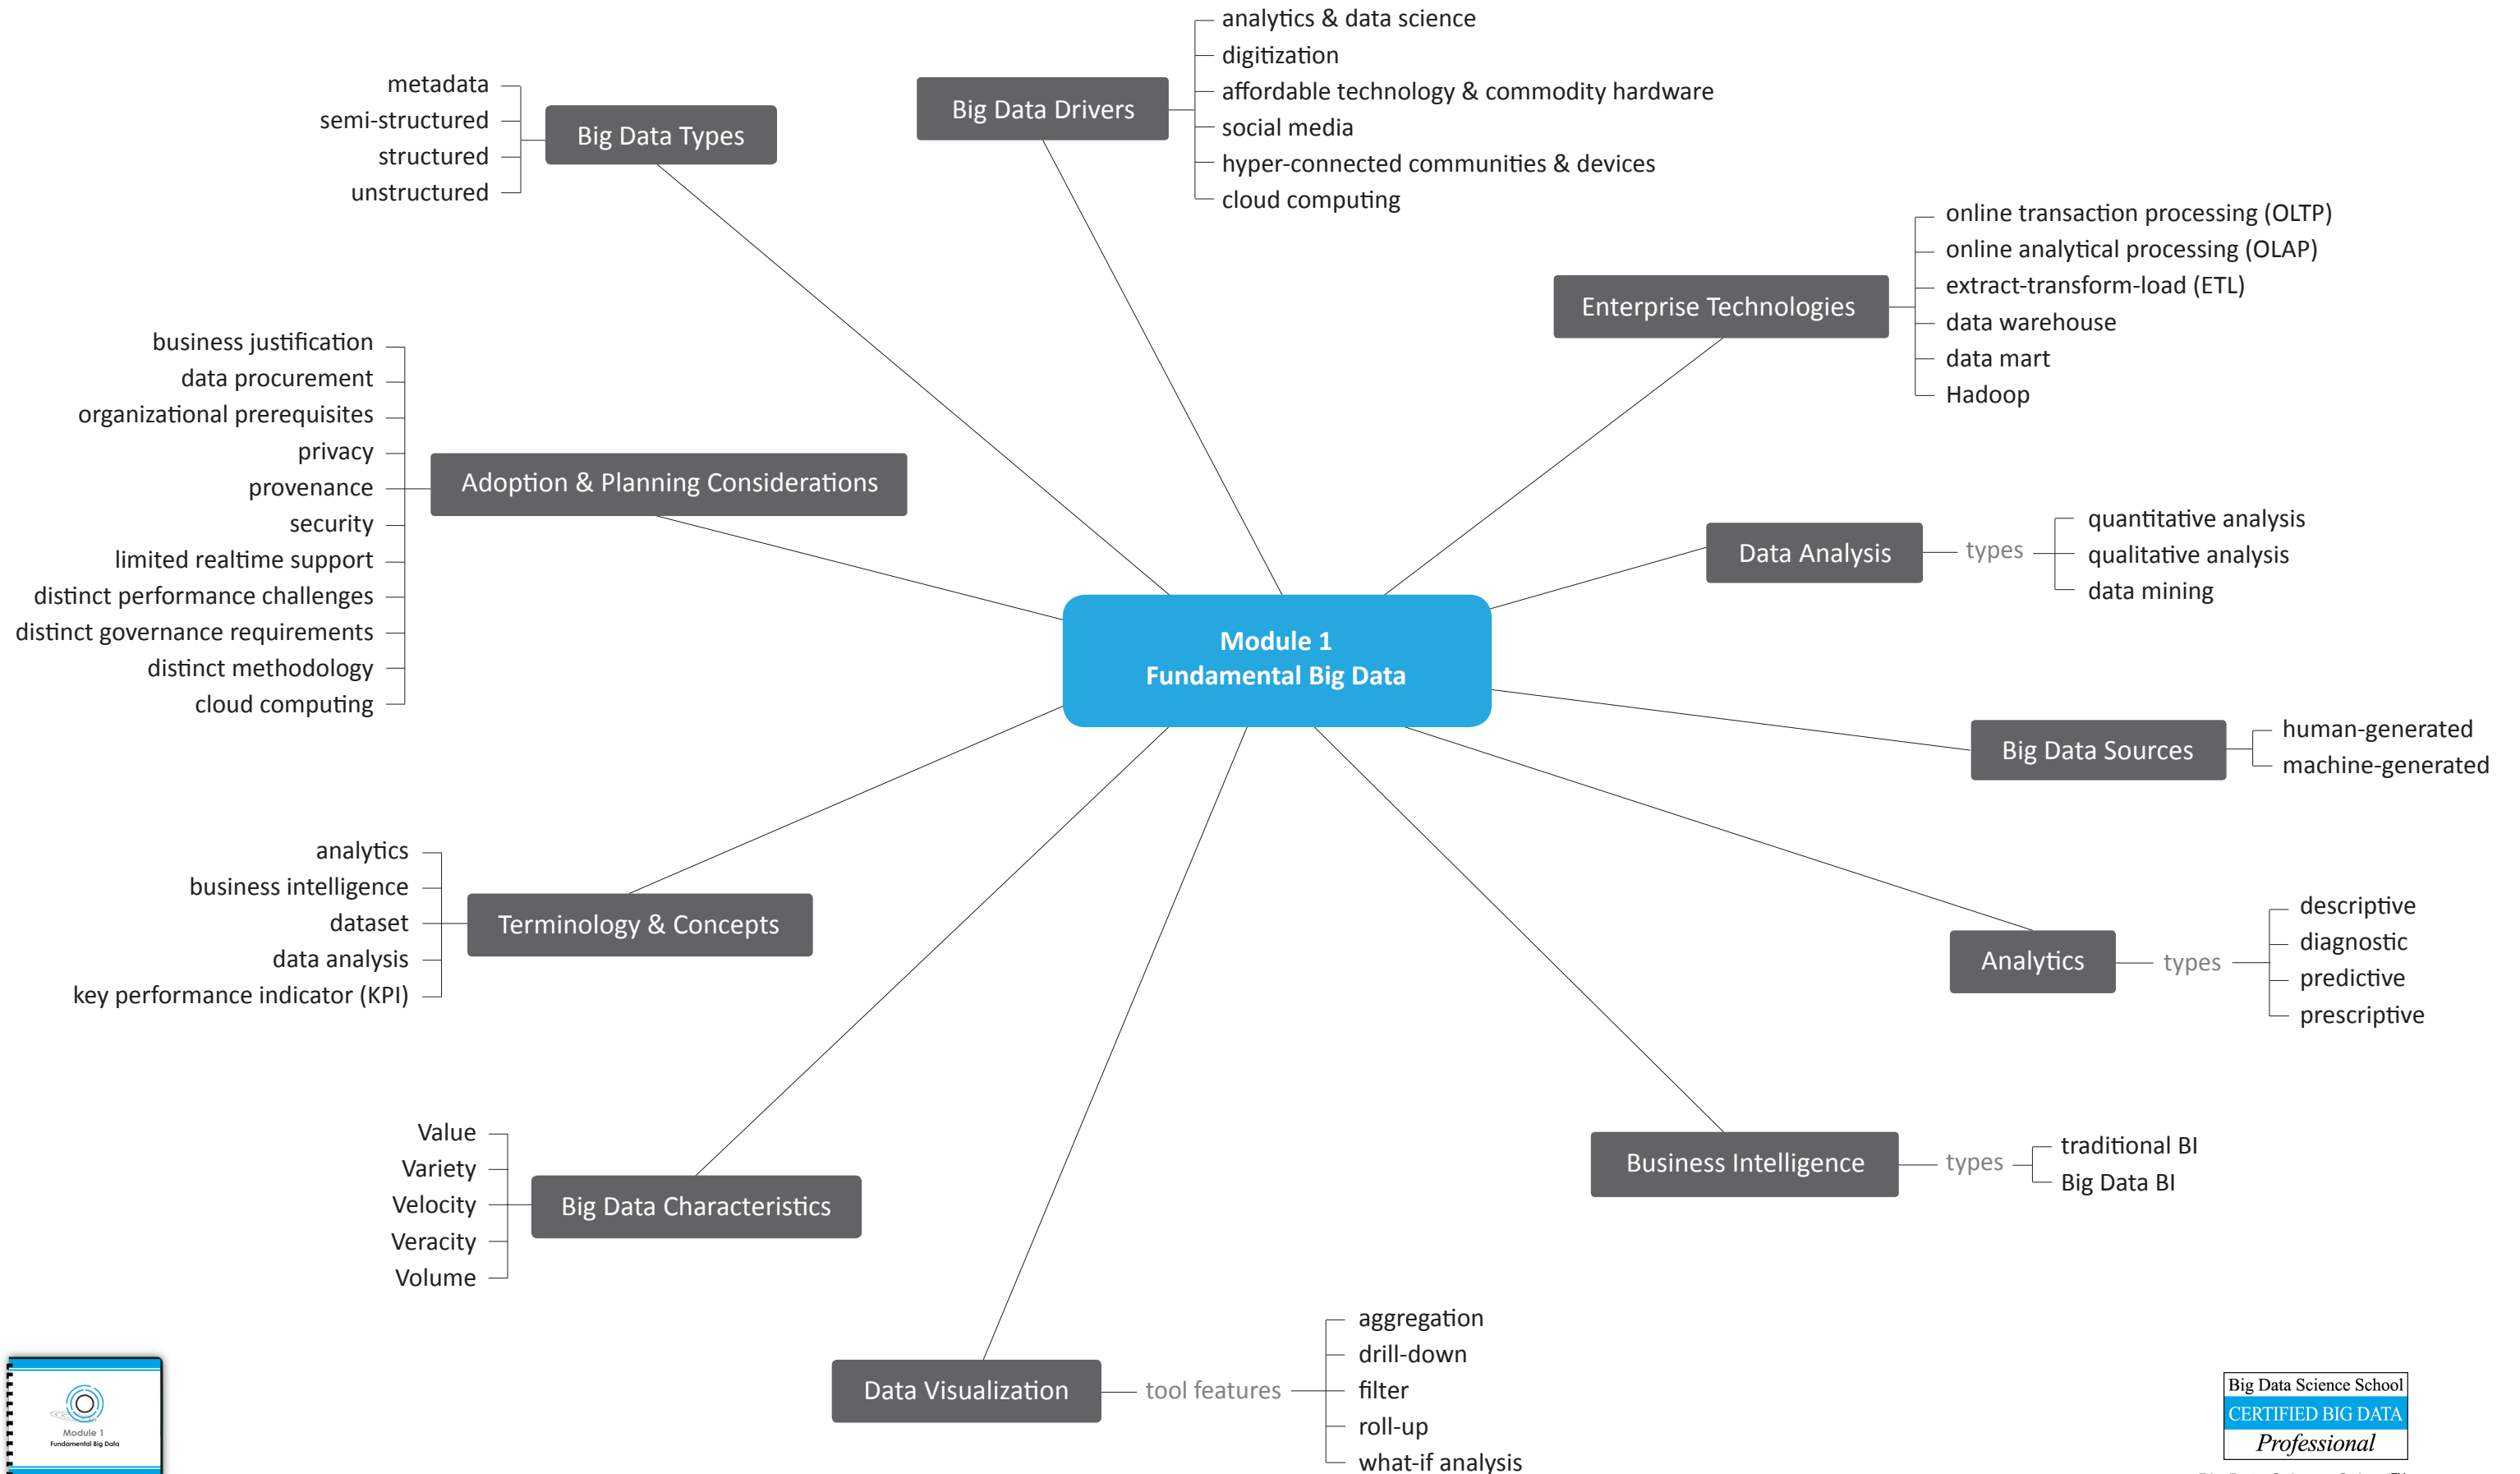 analytics & data science
digitization
affordable technology & commodity hardware
social media
hyper-connected communities & devices
cloud computing
Big Data Drivers
metadata
semi-structured
structured
unstructured
Big Data Types
online transaction processing (OLTP)
online analytical processing (OLAP)
extract-transform-load (ETL)
data warehouse
data mart
Hadoop
Enterprise Technologies
business justification
data procurement
organizational prerequisites
privacy
provenance
security
limited realtime support
distinct performance challenges
distinct governance requirements
distinct methodology
cloud computing
Adoption & Planning Considerations
Data Analysis
types
quantitative analysis
qualitative analysis
data mining
Module 1
Fundamental Big Data
Big Data Sources
human-generated
machine-generated
analytics
business intelligence
dataset
data analysis
key performance indicator (KPI)
Terminology & Concepts
Analytics
types
descriptive
diagnostic
predictive
prescriptive
Value
Variety
Velocity
Veracity
Volume
Big Data Characteristics
Business Intelligence
types
traditional BI
Big Data BI
Data Visualization
tool features
aggregation
drill-down
filter
roll-up
what-if analysis
Module 1
Fundamental Big Data
Big Data Science School
CERTIFIED BIG DATA
Professional